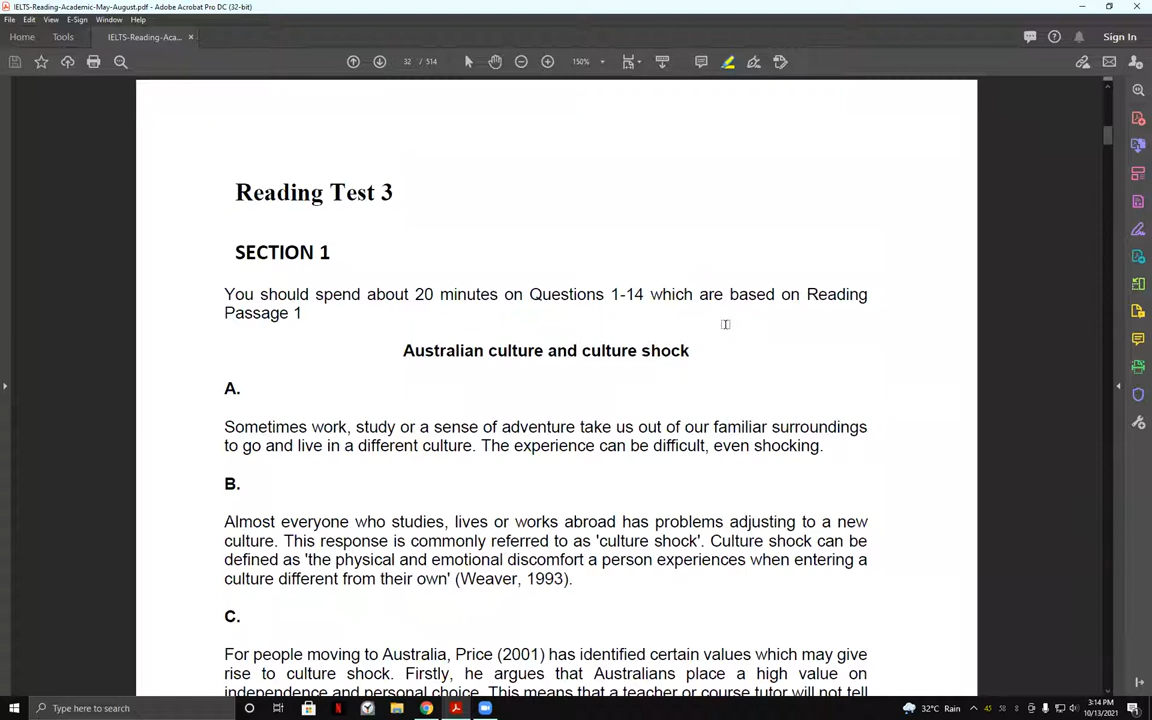 IELTS-Reading-Academic-May-August.pdf - Adobe Acrobat Pro DC (32-bit)
File Edit View E-Sign Window Help
Home Tools IELTS-Reading-Aca... × Sign In
32 / 514 150%
Reading Test 3
SECTION 1
You should spend about 20 minutes on Questions 1-14 which are based on Reading
Passage 1
Australian culture and culture shock
A.
Sometimes work, study or a sense of adventure take us out of our familiar surroundings
to go and live in a different culture. The experience can be difficult, even shocking.
B.
Almost everyone who studies, lives or works abroad has problems adjusting to a new
culture. This response is commonly referred to as 'culture shock'. Culture shock can be
defined as 'the physical and emotional discomfort a person experiences when entering a
culture different from their own' (Weaver, 1993).
C.
For people moving to Australia, Price (2001) has identified certain values which may give
rise to culture shock. Firstly, he argues that Australians place a high value on
independence and personal choice. This means that a teacher or course tutor will not tell
Type here to search
32°C Rain
45 58 8
3:14 PM
10/13/2021